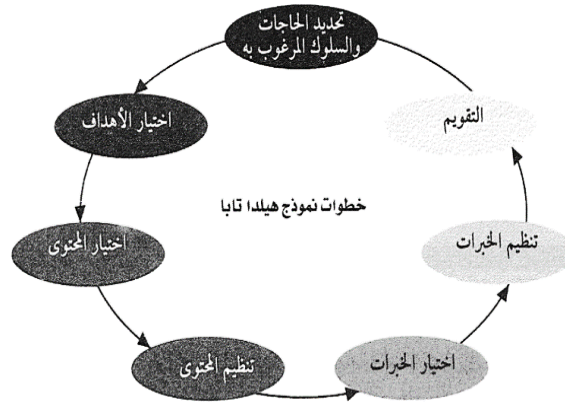 تحديد الحاجات
والسلوك المرغوب به
اختيار الأهداف
التقويم
خطوات نموذج هيلدا تابا
اختيار المحتوى
تنظيم الخبرات
تنظيم المحتوى
اختيار الخبرات